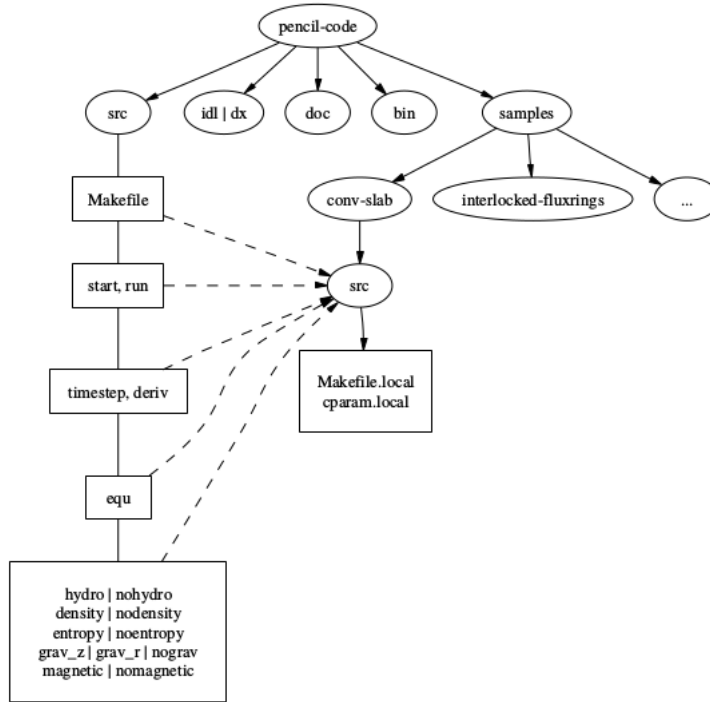 pencil-code
src
idl | dx
doc
bin
samples
Makefile
conv-slab
interlocked-fluxrings
...
start, run
src
timestep, deriv
Makefile.local
cparam.local
equ
hydro | nohydro
density | nodensity
entropy | noentropy
grav_z | grav_r | nograv
magnetic | nomagnetic